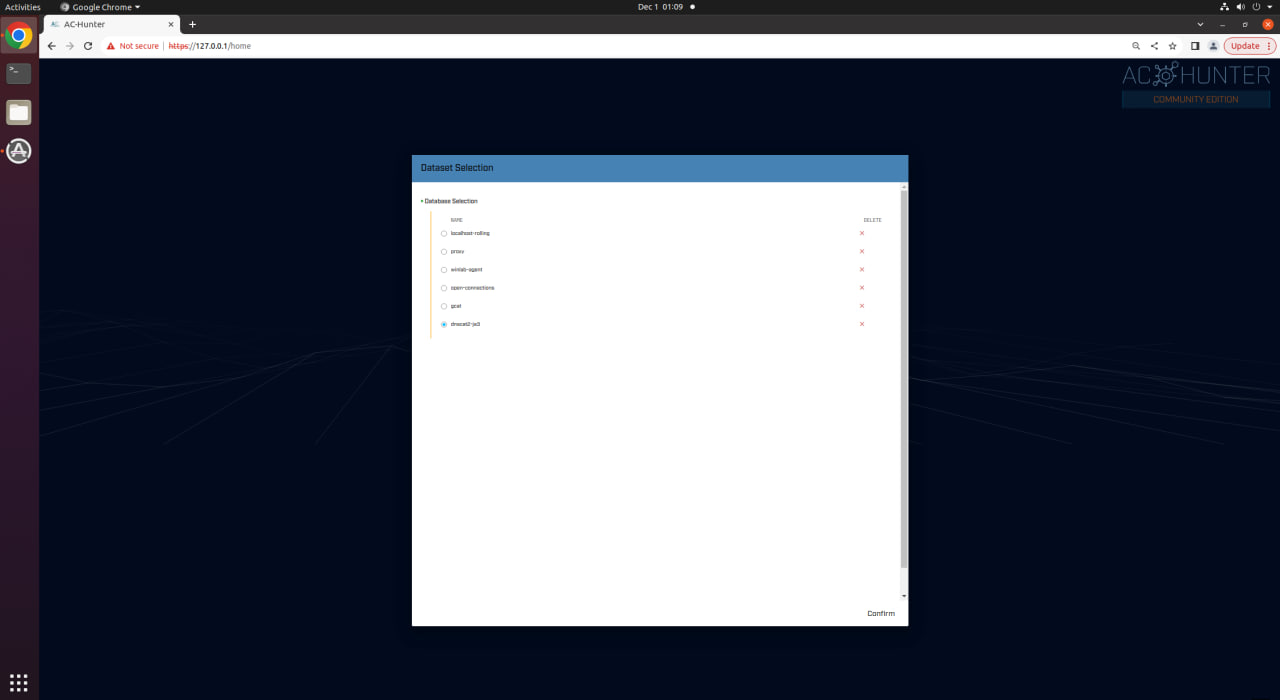 Activities Google Chrome Dec 1 01:09
AC-Hunter
Not secure | https://127.0.0.1/home Update
AC HUNTER
COMMUNITY EDITION
Dataset Selection
Database Selection
NAME DELETE
localhost-rolling
proxy
winlab-agent
open-connections
gcat
dnscat2-ja3
Confirm